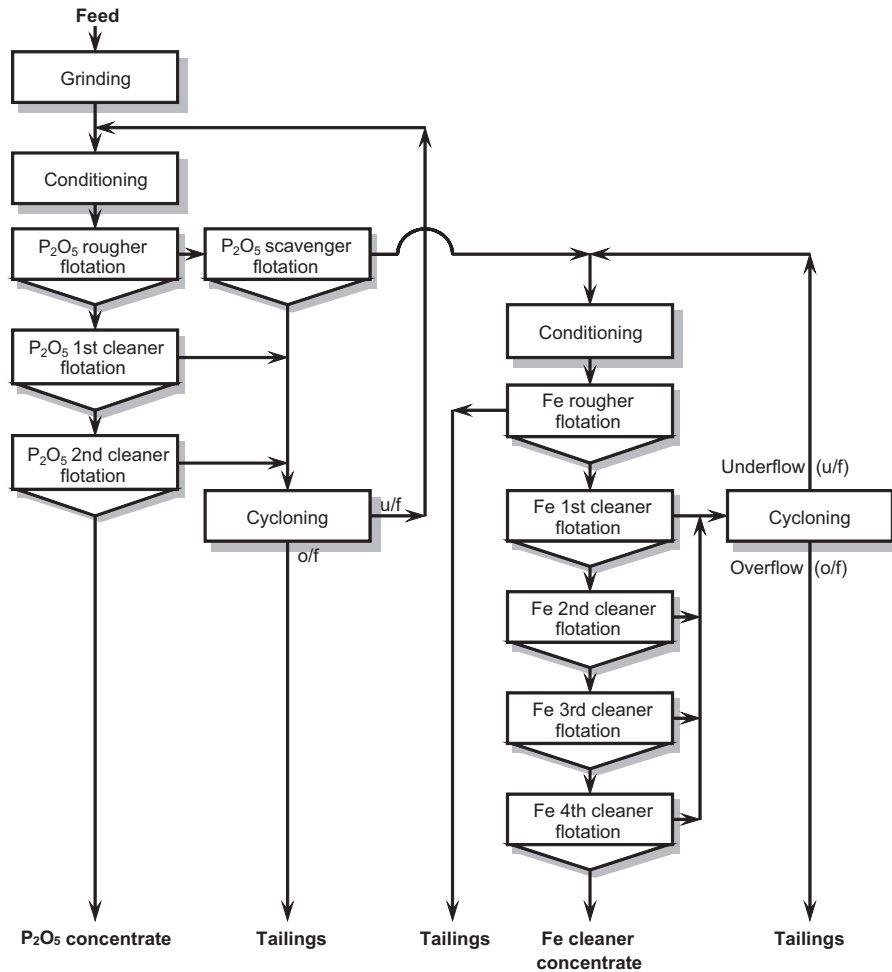 Feed
Grinding
Conditioning
P₂O₅ rougher
flotation
P₂O₅ scavenger
flotation
P₂O₅ 1st cleaner
flotation
P₂O₅ 2nd cleaner
flotation
Cycloning
u/f
o/f
Conditioning
Fe rougher
flotation
Fe 1st cleaner
flotation
Fe 2nd cleaner
flotation
Fe 3rd cleaner
flotation
Fe 4th cleaner
flotation
Underflow (u/f)
Cycloning
Overflow (o/f)
P₂O₅ concentrate
Tailings
Tailings
Fe cleaner
concentrate
Tailings